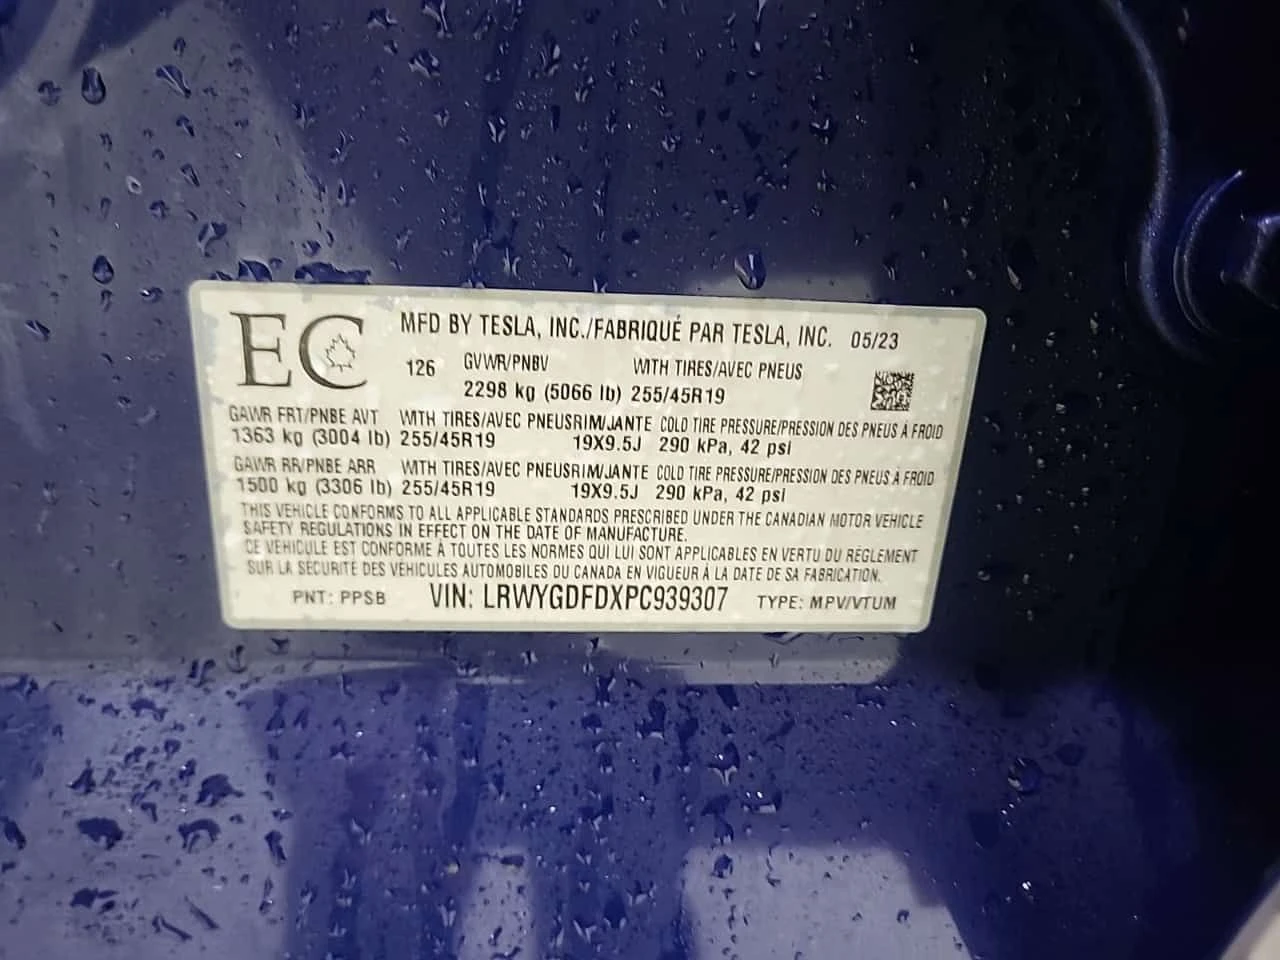 EC
MFD BY TESLA, INC./FABRIQUÉ PAR TESLA, INC. 05/23
126 GVWR/PNBV WITH TIRES/AVEC PNEUS
2298 kg (5066 lb) 255/45R19
GAWR FRT/PNBE AVT WITH TIRES/AVEC PNEUS RIM/JANTE COLD TIRE PRESSURE/PRESSION DES PNEUS À FROID
1363 kg (3004 lb) 255/45R19 19X9.5J 290 kPa, 42 psi
GAWR RR/PNBE ARR WITH TIRES/AVEC PNEUS RIM/JANTE COLD TIRE PRESSURE/PRESSION DES PNEUS À FROID
1500 kg (3306 lb) 255/45R19 19X9.5J 290 kPa, 42 psi
THIS VEHICLE CONFORMS TO ALL APPLICABLE STANDARDS PRESCRIBED UNDER THE CANADIAN MOTOR VEHICLE
SAFETY REGULATIONS IN EFFECT ON THE DATE OF MANUFACTURE.
CE VÉHICULE EST CONFORME À TOUTES LES NORMES QUI LUI SONT APPLICABLES EN VERTU DU RÈGLEMENT
SUR LA SÉCURITÉ DES VÉHICULES AUTOMOBILES DU CANADA EN VIGUEUR À LA DATE DE SA FABRICATION.
PNT: PPSB VIN: LRWYGDFDXPC939307 TYPE: MPV/VTUM